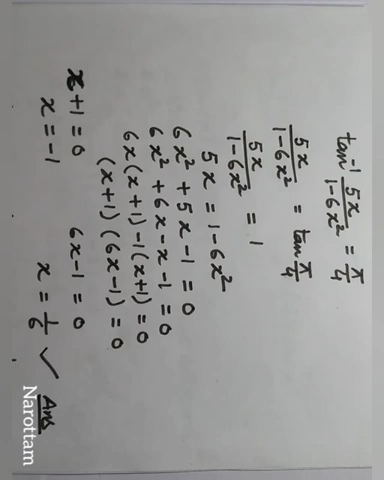 tan⁻¹ 5x/(1-6x²) = π/4
5x/(1-6x²) = tan π/4
5x/(1-6x²) = 1
5x = 1-6x²
6x² + 5x - 1 = 0
6x² + 6x - x - 1 = 0
6x(x+1) -1(x+1) = 0
(x+1) (6x-1) = 0
x+1 = 0 6x-1 = 0
x = -1 x = 1/6 ✓ Ans
Narottam